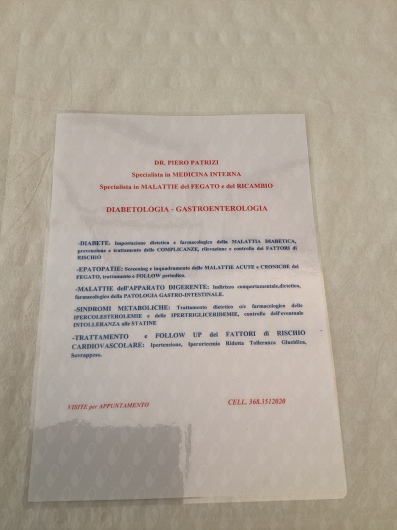 DR. PIERO PATRIZI
Specialista in MEDICINA INTERNA
Specialista in MALATTIE del FEGATO e del RICAMBIO
DIABETOLOGIA - GASTROENTEROLOGIA
-DIABETE: Impostazione dietetica e farmacologica della MALATTIA DIABETICA,
prevenzione e trattamento delle COMPLICANZE, rilevazione e controllo dei FATTORI di
RISCHIO
-EPATOPATIE: Screening e inquadramento delle MALATTIE ACUTE e CRONICHE del
FEGATO, trattamento e FOLLOW periodico.
-MALATTIE dell'APPARATO DIGERENTE: Indirizzo comportamentale,dietetico,
farmacologico della PATOLOGIA GASTRO-INTESTINALE.
-SINDROMI METABOLICHE: Trattamento dietetico e/o farmacologico delle
IPERCOLESTEROLEMIE e delle IPERTRIGLICERIDEMIE, controllo dell'eventuale
INTOLLERANZA alle STATINE
-TRATTAMENTO e FOLLOW UP dei FATTORI di RISCHIO
CARDIOVASCOLARE: Ipertensione, Iperuricemia Ridotta Tolleranza Glucidica,
Sovrappeso.
VISITE per APPUNTAMENTO
CELL. 368.3512020